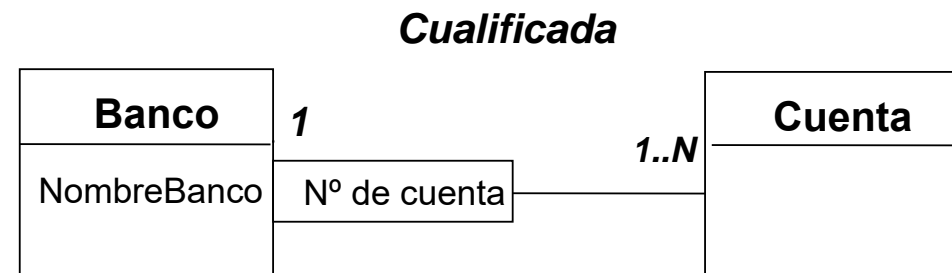 Cualificada
Banco
1
1..N
Cuenta
NombreBanco
Nº de cuenta